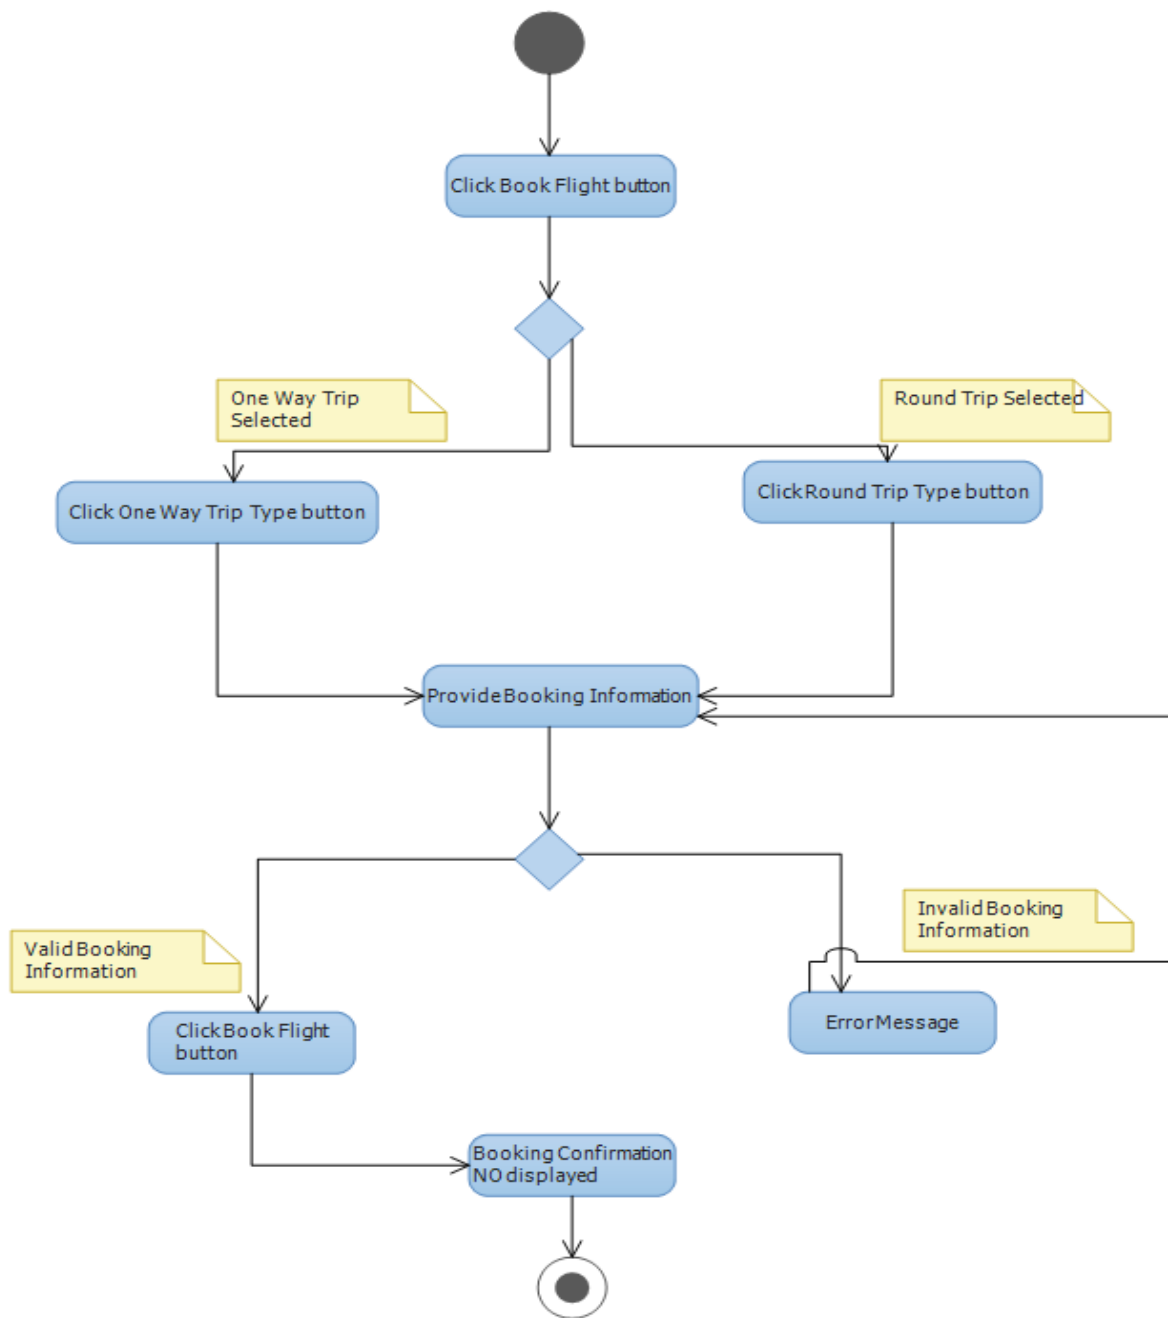 Click Book Flight button
One Way Trip
Selected
Round Trip Selected
Click One Way Trip Type button
Click Round Trip Type button
Provide Booking Information
Valid Booking
Information
Invalid Booking
Information
Click Book Flight
button
Error Message
Booking Confirmation
NO displayed